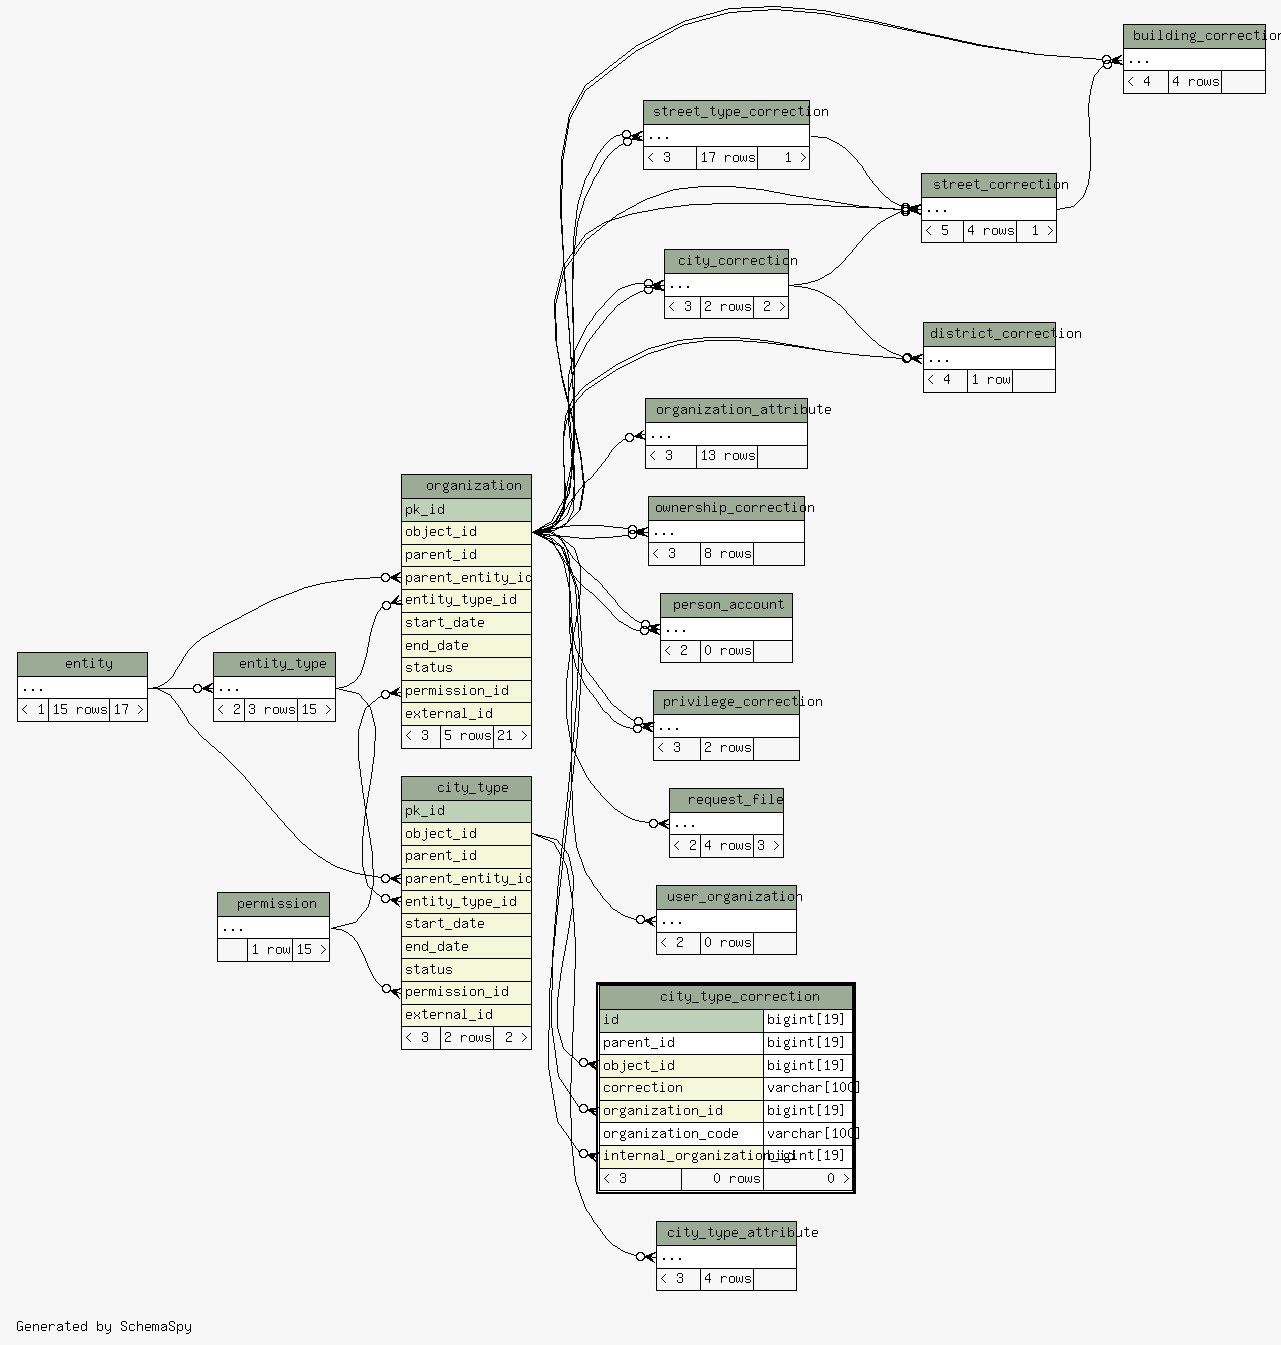 building_correction
...
< 4 4 rows
street_type_correction
...
< 3 17 rows 1 >
street_correction
...
< 5 4 rows 1 >
city_correction
...
< 3 2 rows 2 >
district_correction
...
< 4 1 row
organization_attribute
...
< 3 13 rows
organization
pk_id
object_id
parent_id
parent_entity_id
entity_type_id
start_date
end_date
status
permission_id
external_id
< 3 5 rows 21 >
ownership_correction
...
< 3 8 rows
person_account
...
< 2 0 rows
entity
...
< 1 15 rows 17 >
entity_type
...
< 2 3 rows 15 >
privilege_correction
...
< 3 2 rows
city_type
pk_id
object_id
parent_id
parent_entity_id
entity_type_id
start_date
end_date
status
permission_id
external_id
< 3 2 rows 2 >
request_file
...
< 2 4 rows 3 >
permission
...
1 row 15 >
user_organization
...
< 2 0 rows
city_type_correction
id bigint[19]
parent_id bigint[19]
object_id bigint[19]
correction varchar[100]
organization_id bigint[19]
organization_code varchar[100]
internal_organization_id bigint[19]
< 3 0 rows 0 >
city_type_attribute
...
< 3 4 rows
Generated by SchemaSpy